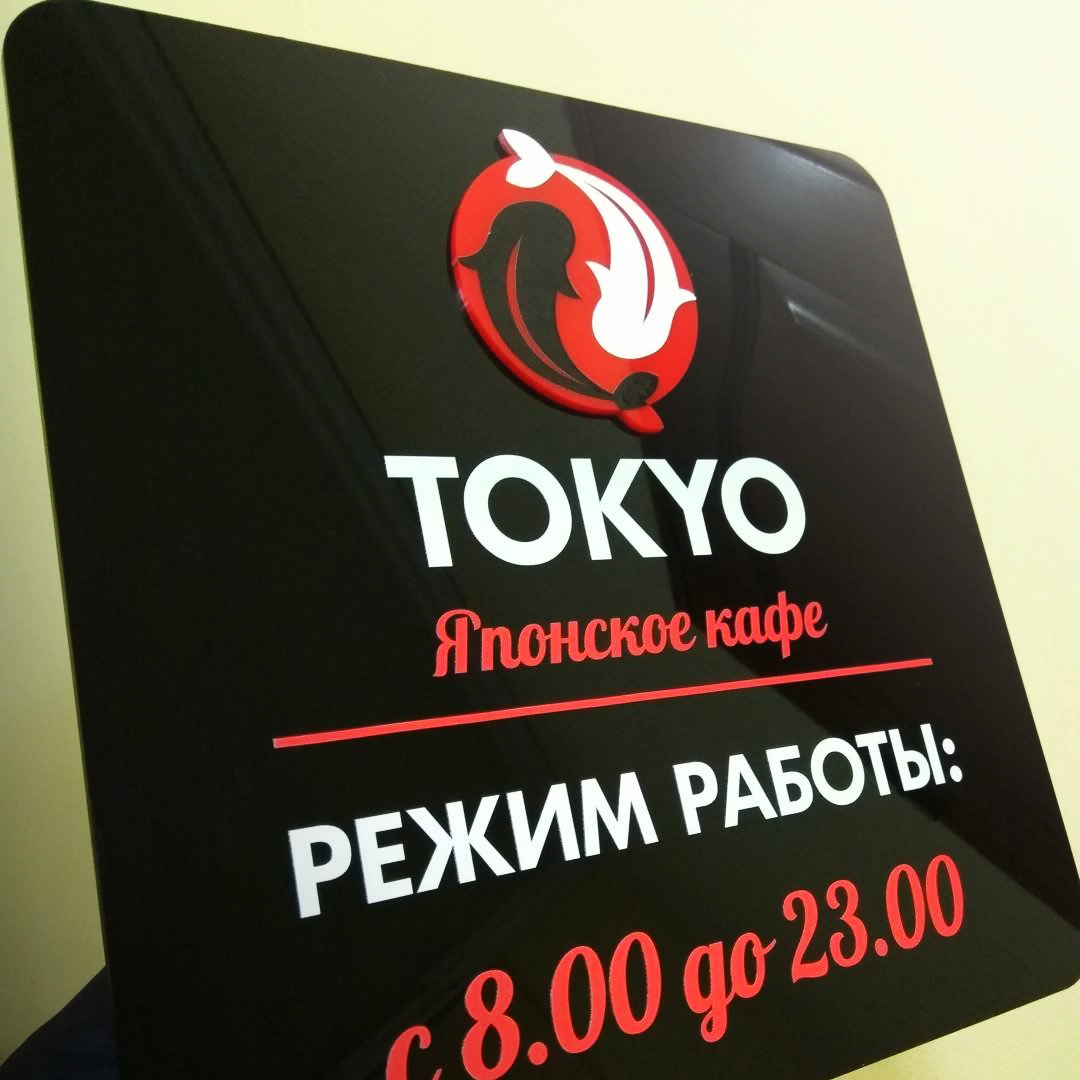 TOKYO
Японское кафе
РЕЖИМ РАБОТЫ:
с 8.00 до 23.00